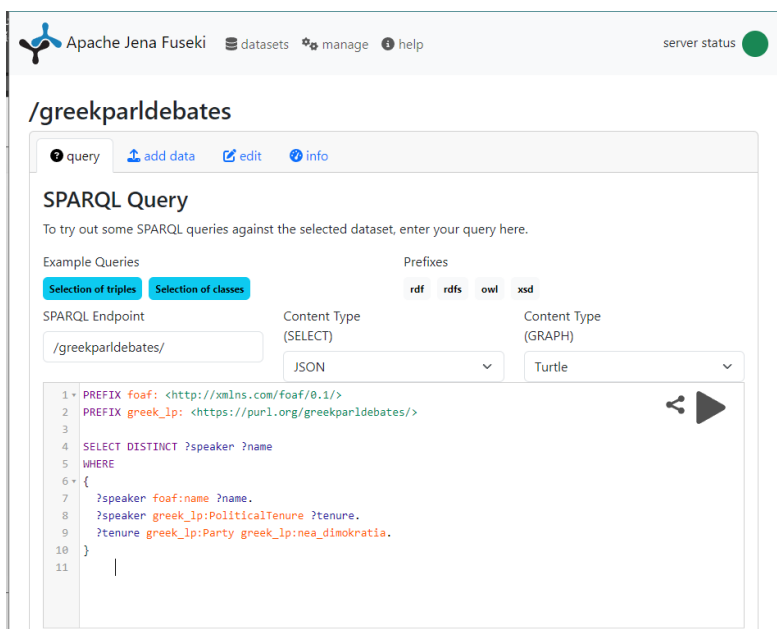 Apache Jena Fuseki datasets manage help server status
/greekparldebates
query add data edit info
SPARQL Query
To try out some SPARQL queries against the selected dataset, enter your query here.
Example Queries Prefixes
Selection of triples Selection of classes rdf rdfs owl xsd
SPARQL Endpoint Content Type (SELECT) Content Type (GRAPH)
/greekparldebates/ JSON Turtle
1 PREFIX foaf: <http://xmlns.com/foaf/0.1/>
2 PREFIX greek_lp: <https://purl.org/greekparldebates/>
3
4 SELECT DISTINCT ?speaker ?name
5 WHERE
6 {
7 ?speaker foaf:name ?name.
8 ?speaker greek_lp:PoliticalTenure ?tenure.
9 ?tenure greek_lp:Party greek_lp:nea_dimokratia.
10 }
11